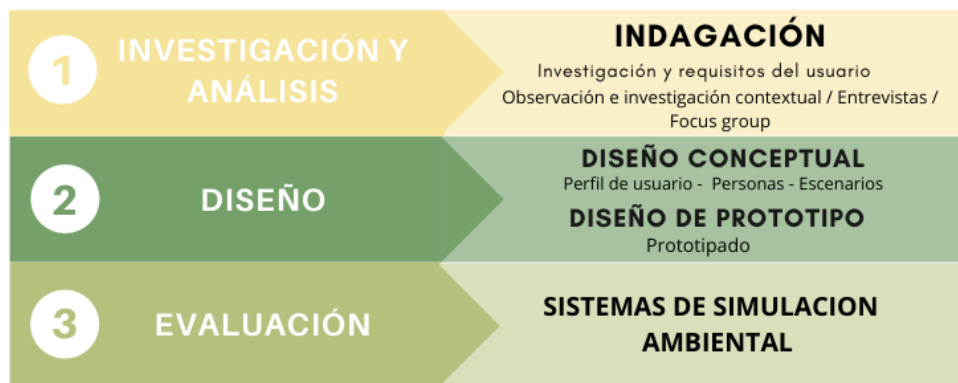 1
INVESTIGACIÓN Y
ANÁLISIS
INDAGACIÓN
Investigación y requisitos del usuario
Observación e investigación contextual / Entrevistas /
Focus group
2
DISEÑO
DISEÑO CONCEPTUAL
Perfil de usuario - Personas - Escenarios
DISEÑO DE PROTOTIPO
Prototipado
3
EVALUACIÓN
SISTEMAS DE SIMULACION
AMBIENTAL